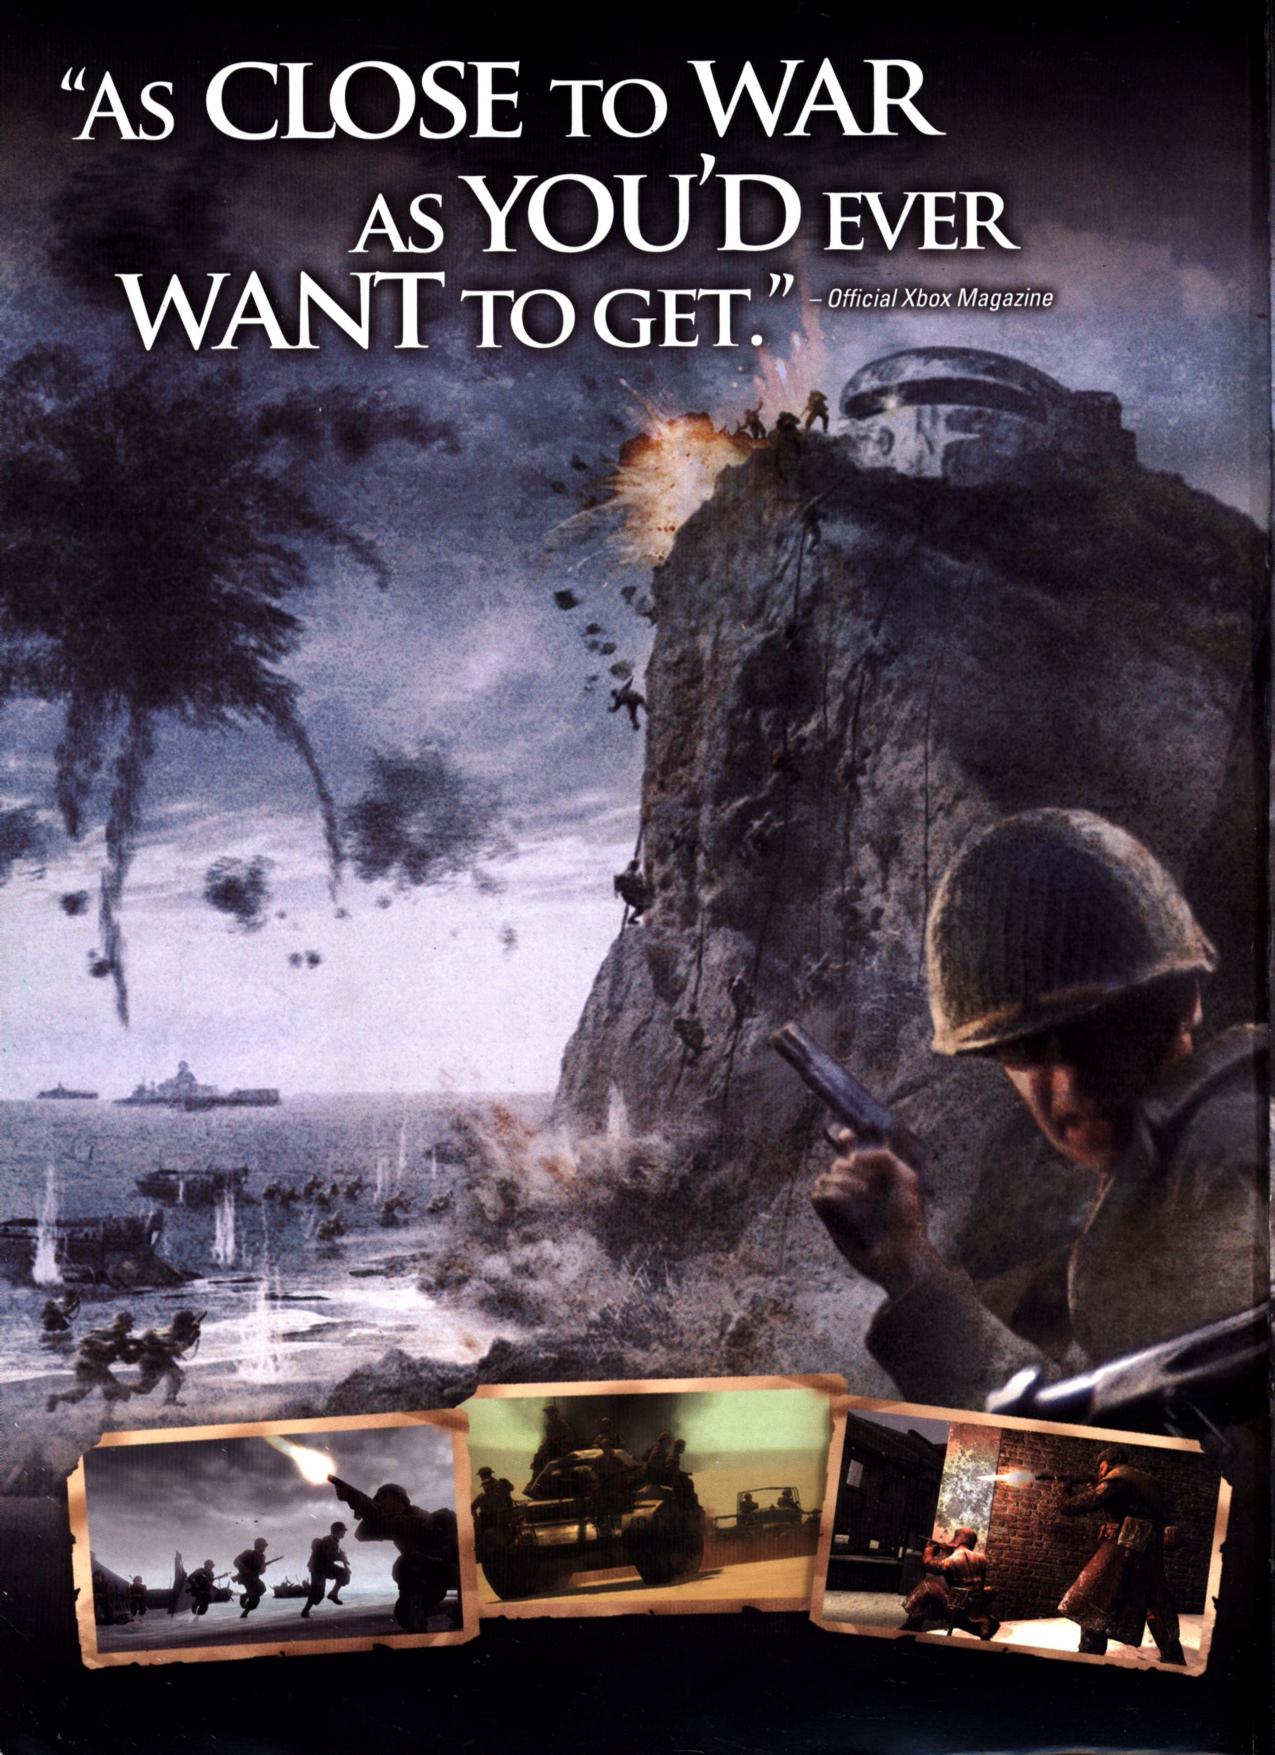 “AS CLOSE TO WAR
AS YOU’D EVER
WANT TO GET.” – Official Xbox Magazine